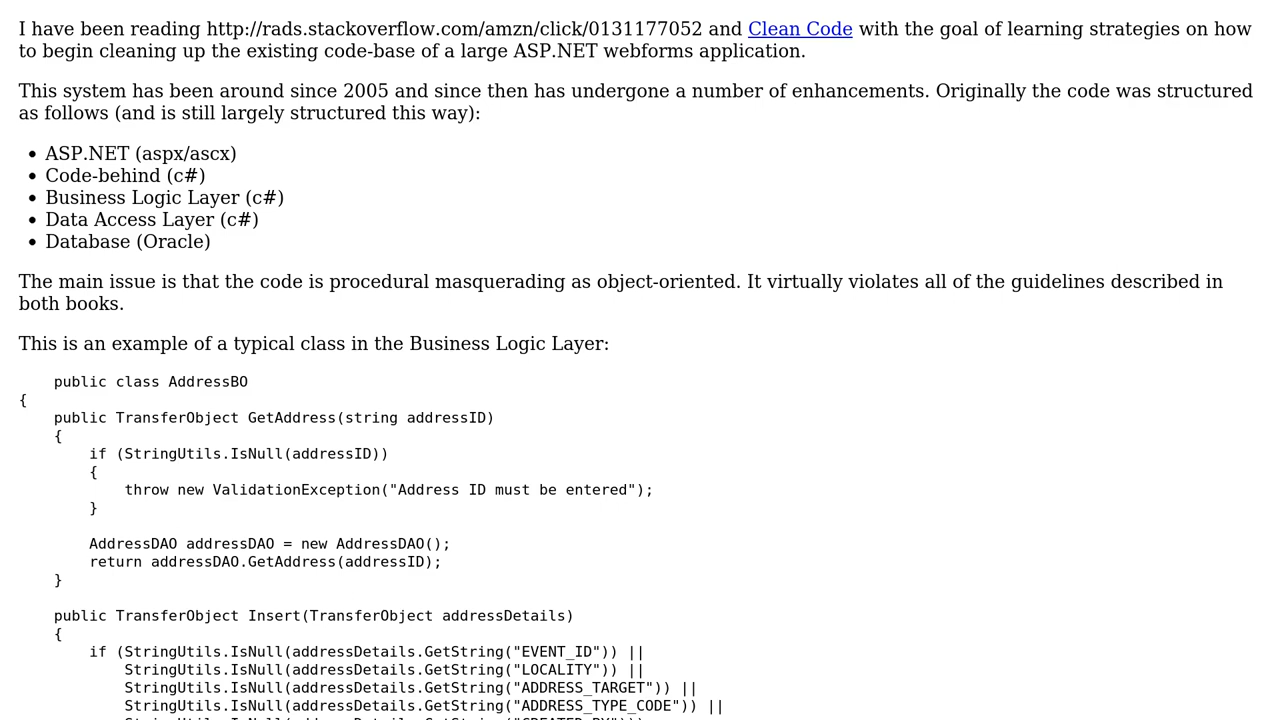 I have been reading http://rads.stackoverflow.com/amzn/click/0131177052 and Clean Code with the goal of learning strategies on how
to begin cleaning up the existing code-base of a large ASP.NET webforms application.
This system has been around since 2005 and since then has undergone a number of enhancements. Originally the code was structured
as follows (and is still largely structured this way):
• ASP.NET (aspx/ascx)
• Code-behind (c#)
• Business Logic Layer (c#)
• Data Access Layer (c#)
• Database (Oracle)
The main issue is that the code is procedural masquerading as object-oriented. It virtually violates all of the guidelines described in
both books.
This is an example of a typical class in the Business Logic Layer:
    public class AddressBO
{
    public TransferObject GetAddress(string addressID)
    {
        if (StringUtils.IsNull(addressID))
        {
            throw new ValidationException("Address ID must be entered");
        }

        AddressDAO addressDAO = new AddressDAO();
        return addressDAO.GetAddress(addressID);
    }

    public TransferObject Insert(TransferObject addressDetails)
    {
        if (StringUtils.IsNull(addressDetails.GetString("EVENT_ID")) ||
            StringUtils.IsNull(addressDetails.GetString("LOCALITY")) ||
            StringUtils.IsNull(addressDetails.GetString("ADDRESS_TARGET")) ||
            StringUtils.IsNull(addressDetails.GetString("ADDRESS_TYPE_CODE")) ||